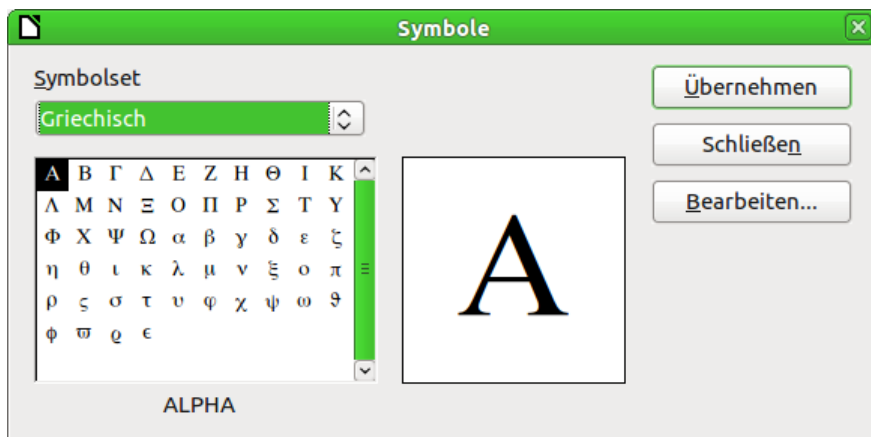 Symbole
Symbolset
Griechisch
Α Β Γ Δ Ε Ζ Η Θ Ι Κ
Λ Μ Ν Ξ Ο Π Ρ Σ Τ Υ
Φ Χ Ψ Ω α β γ δ ε ζ
η θ ι κ λ μ ν ξ ο π
ρ ς σ τ υ φ χ ψ ω ϑ
ϕ ϖ ϱ ϵ
Α
ALPHA
Übernehmen
Schließen
Bearbeiten...